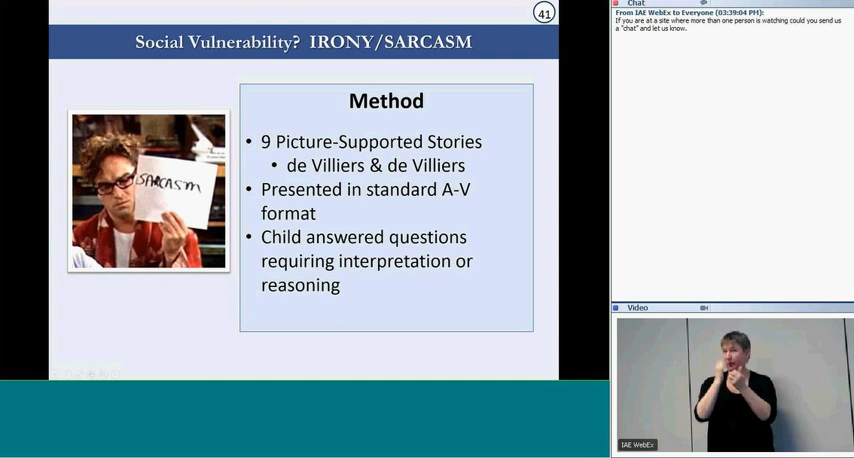 41
Social Vulnerability? IRONY/SARCASM
SARCASM
Method
• 9 Picture-Supported Stories
• de Villiers & de Villiers
• Presented in standard A-V
format
• Child answered questions
requiring interpretation or
reasoning
Chat
From IAE WebEx to Everyone (03:39:04 PM):
If you are at a site where more than one person is watching could you send us
a "chat" and let us know.
Video
IAE WebEx